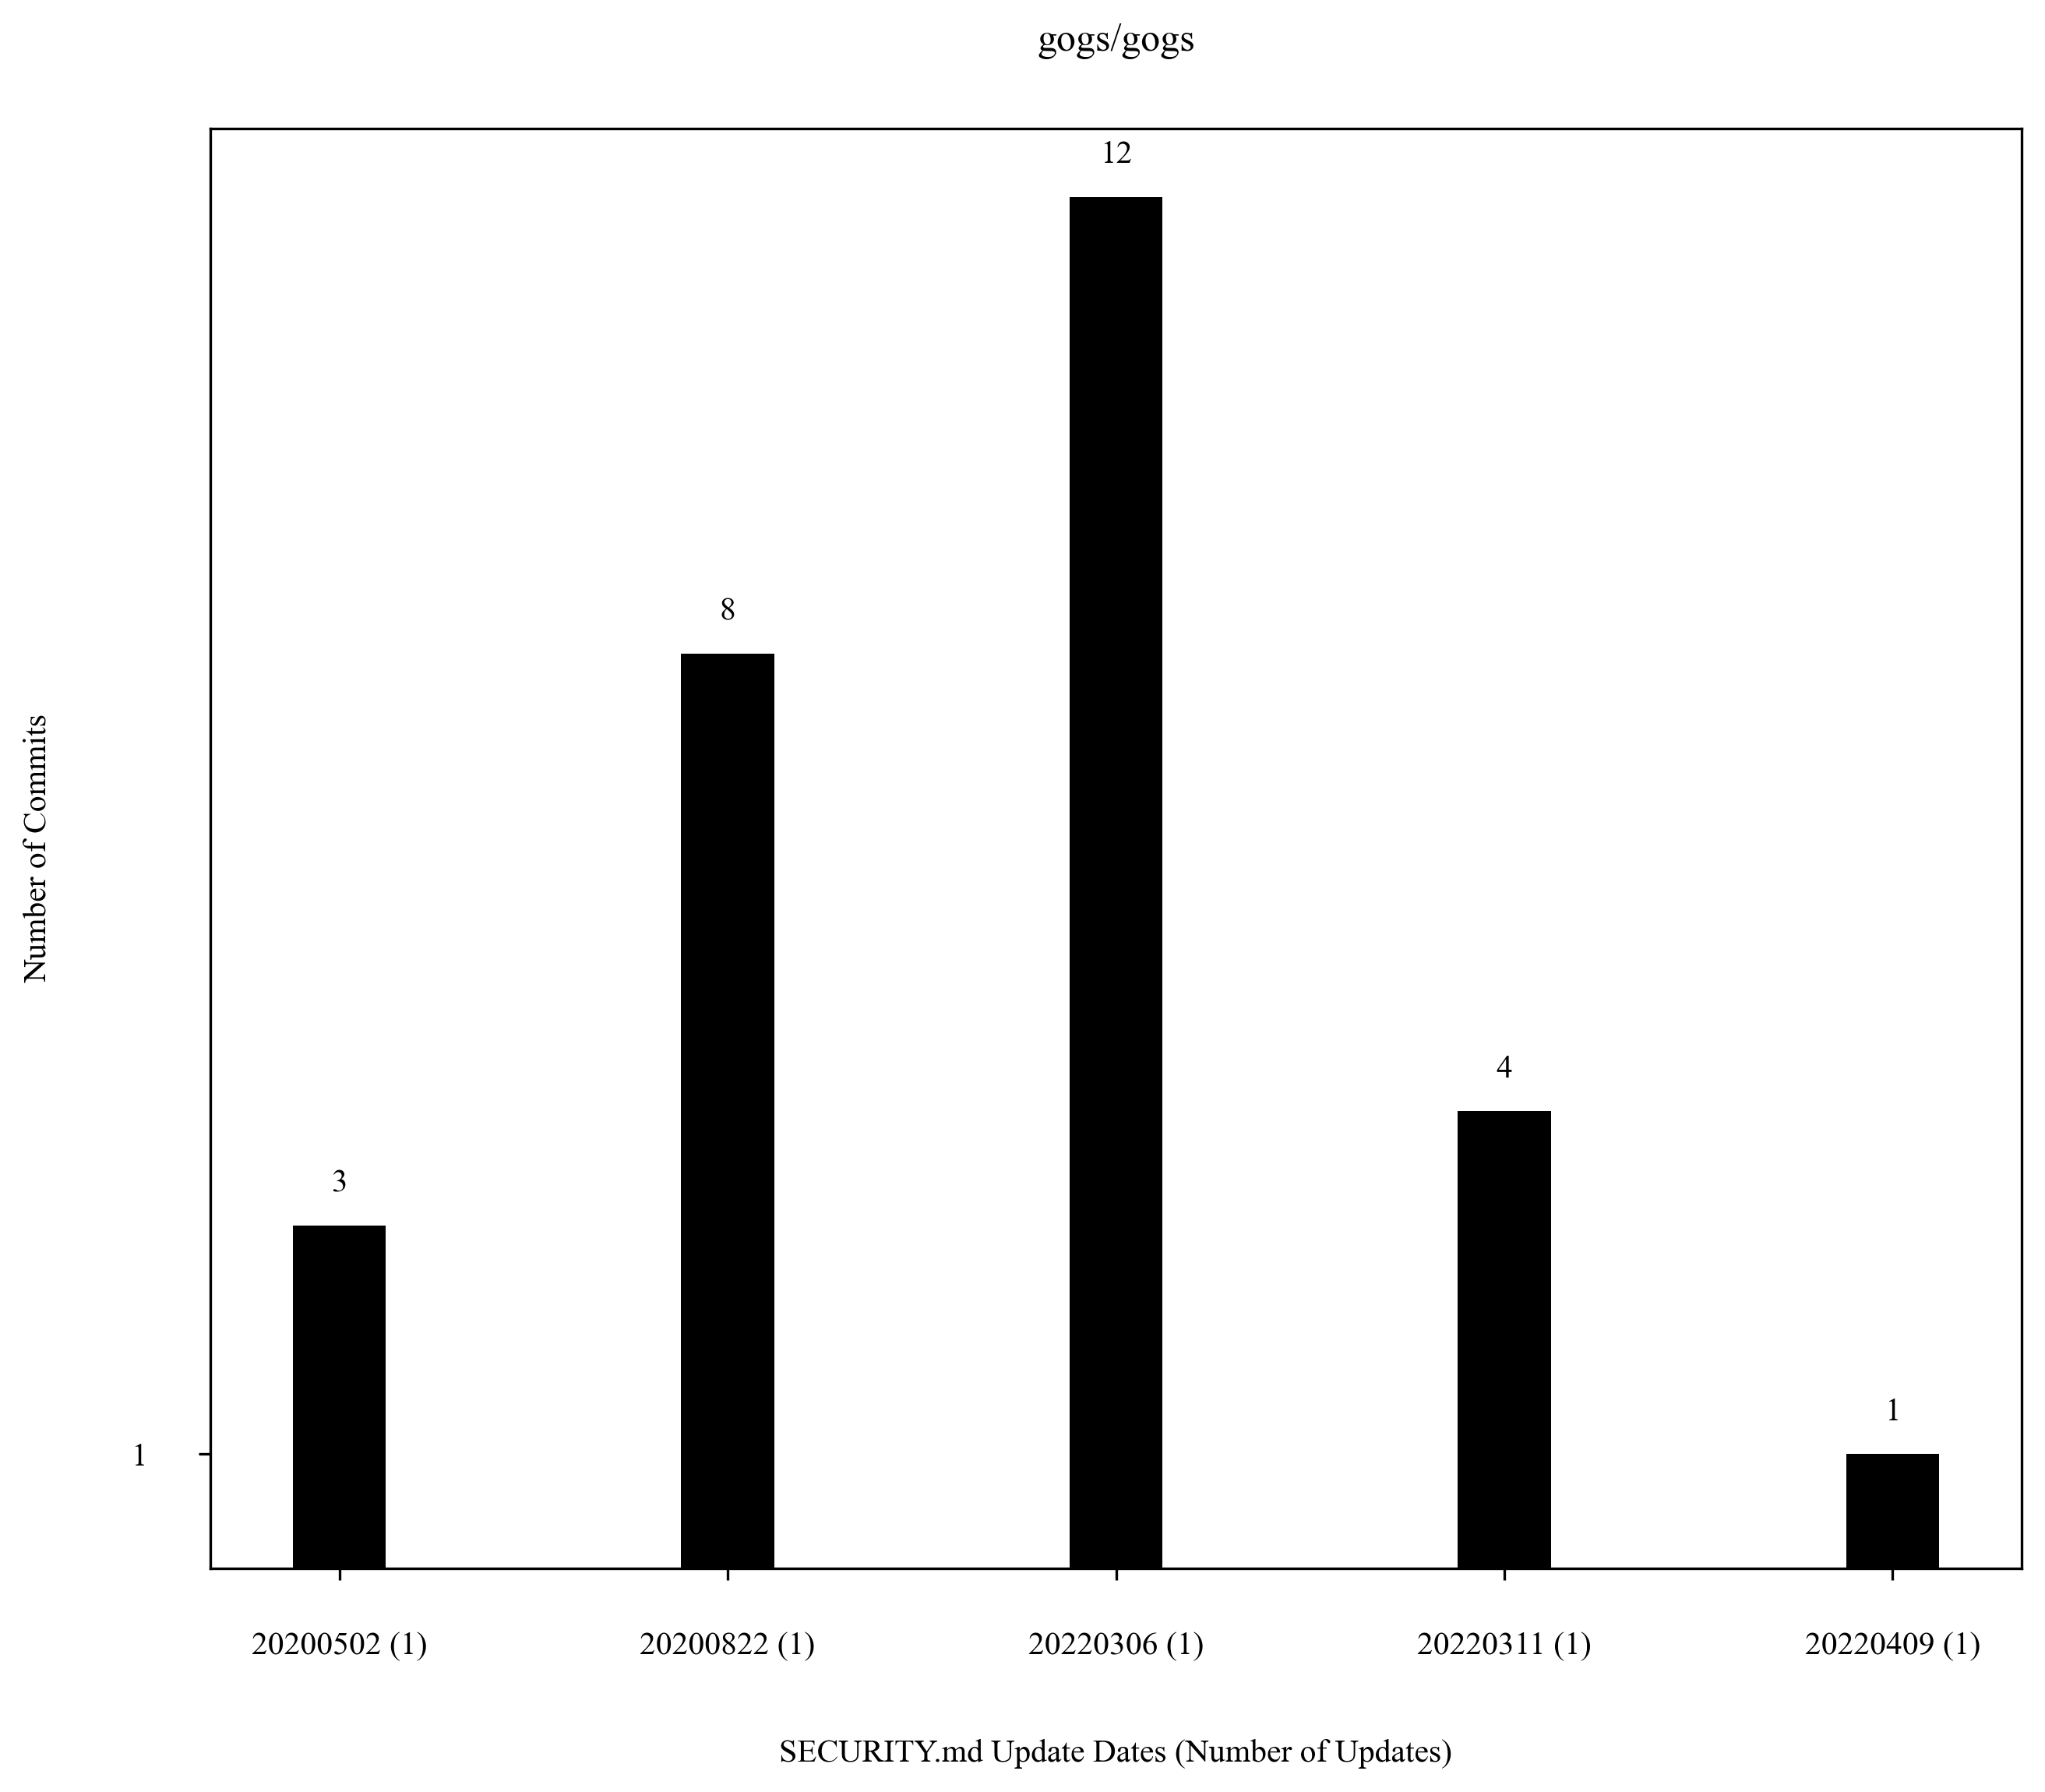 gogs/gogs
12
8
4
3
1
1
Number of Commits
20200502 (1) 20200822 (1) 20220306 (1) 20220311 (1) 20220409 (1)
SECURITY.md Update Dates (Number of Updates)